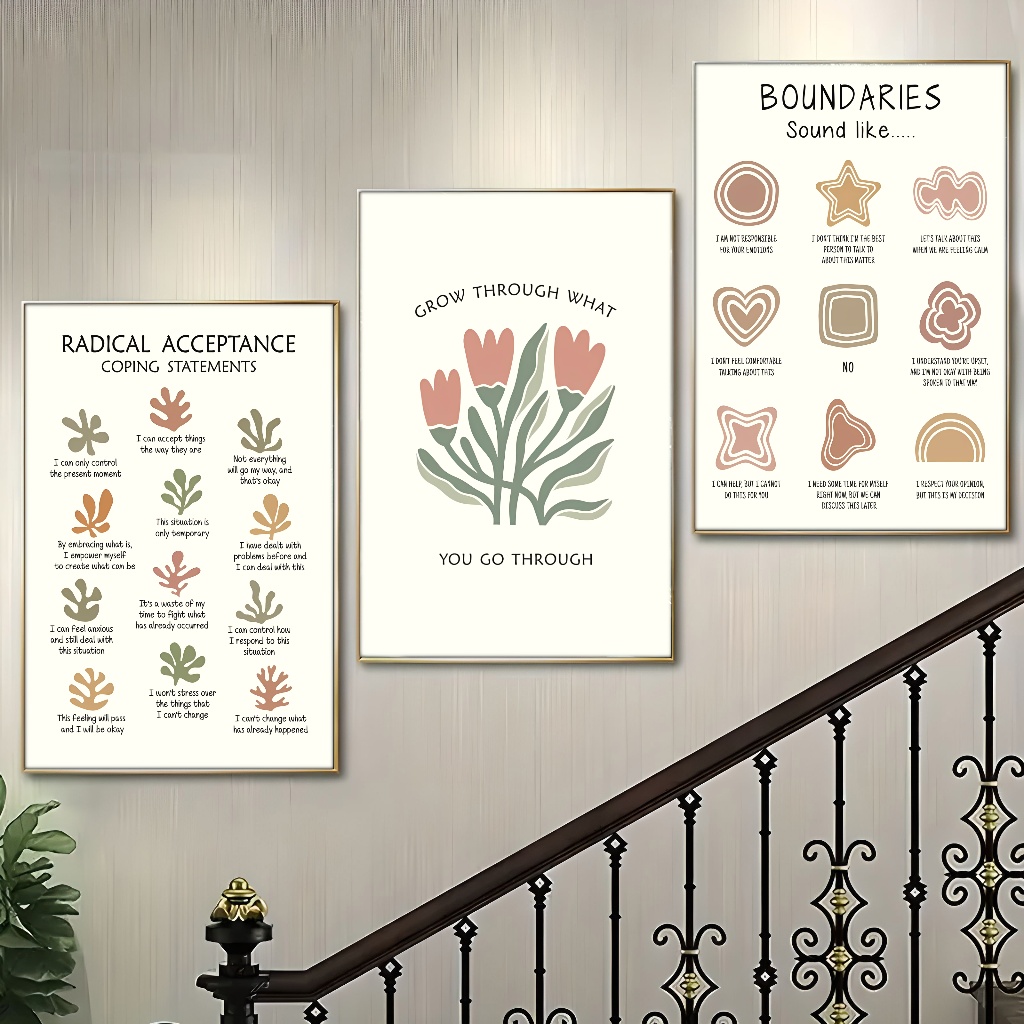 RADICAL ACCEPTANCE
COPING STATEMENTS
I can accept things
the way they are
I can only control
the present moment
Not everything
will go my way, and
that's okay
This situation is
only temporary
By embracing what is,
I empower myself
to create what can be
I have dealt with
problems before and
I can deal with this
It's a waste of my
time to fight what
has already occurred
I can feel anxious
and still deal with
this situation
I can control how
I respond to this
situation
I won't stress over
the things that
I can't change
This feeling will pass
and I will be okay
I can't change what
has already happened
GROW THROUGH WHAT
YOU GO THROUGH
BOUNDARIES
Sound like.....
I AM NOT RESPONSIBLE
FOR YOUR EMOTIONS
I DON'T THINK I'M THE BEST
PERSON TO TALK TO
ABOUT THIS MATTER
LET'S TALK ABOUT THIS
WHEN WE ARE FEELING CALM
I DON'T FEEL COMFORTABLE
TALKING ABOUT THIS
NO
I UNDERSTAND YOU'RE UPSET,
AND I'M NOT OKAY WITH BEING
SPOKEN TO THAT WAY
I CAN HELP, BUT I CANNOT
DO THIS FOR YOU
I NEED SOME TIME FOR MYSELF
RIGHT NOW, BUT WE CAN
DISCUSS THIS LATER
I RESPECT YOUR OPINION,
BUT THIS IS MY DECISION